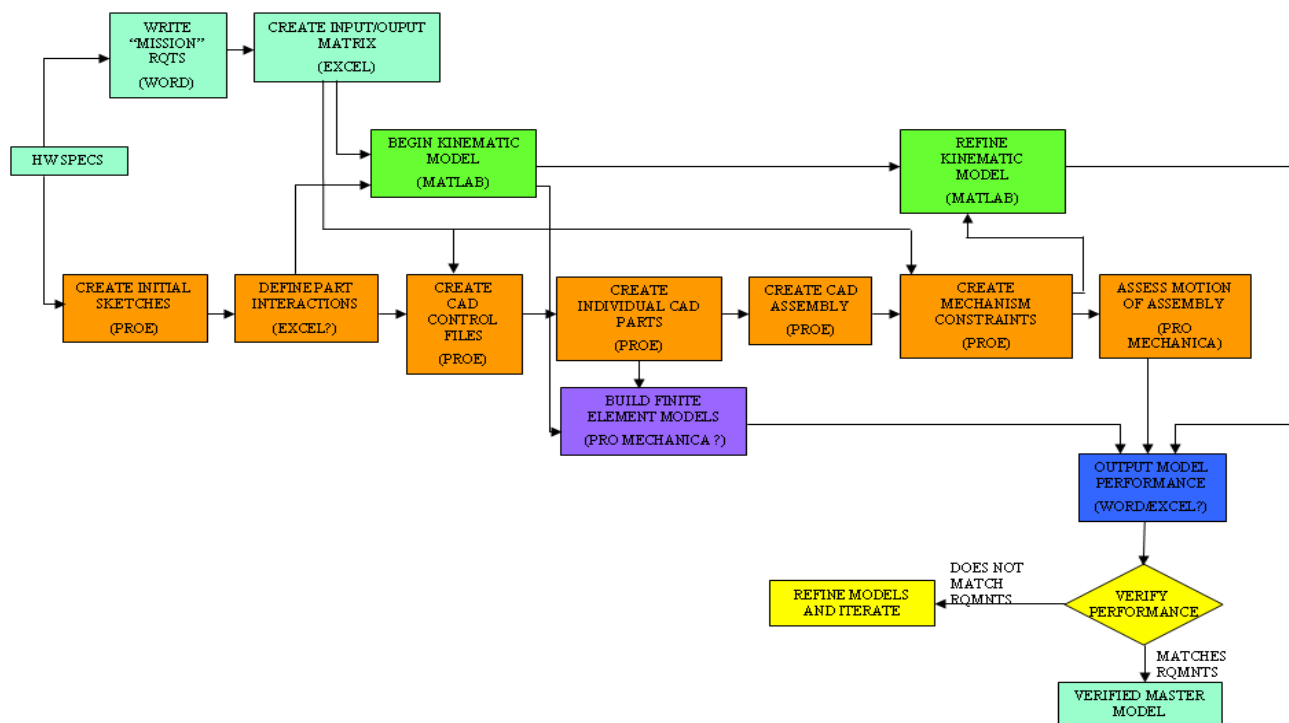 WRITE
“MISSION”
RQTS
(WORD)
CREATE INPUT/OUPUT
MATRIX
(EXCEL)
HW SPECS
BEGIN KINEMATIC
MODEL
(MATLAB)
REFINE
KINEMATIC
MODEL
(MATLAB)
CREATE INITIAL
SKETCHES
(PROE)
DEFINE PART
INTERACTIONS
(EXCEL?)
CREATE
CAD
CONTROL
FILES
(PROE)
CREATE
INDIVIDUAL CAD
PARTS
(PROE)
CREATE CAD
ASSEMBLY
(PROE)
CREATE
MECHANISM
CONSTRAINTS
(PROE)
ASSESS MOTION
OF ASSEMBLY
(PRO
MECHANICA)
BUILD FINITE
ELEMENT MODELS
(PRO MECHANICA ?)
OUTPUT MODEL
PERFORMANCE
(WORD/EXCEL?)
VERIFY
PERFORMANCE
DOES NOT
MATCH
RQMNTS
REFINE MODELS
AND ITERATE
MATCHES
RQMNTS
VERIFIED MASTER
MODEL